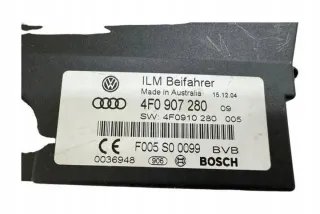 ILM Beifahrer
Made in Australia 15.12.04
4F0 907 280 09
SW: 4F0910 280 005
F005 S0 0099 BVB
0036948 906 BOSCH